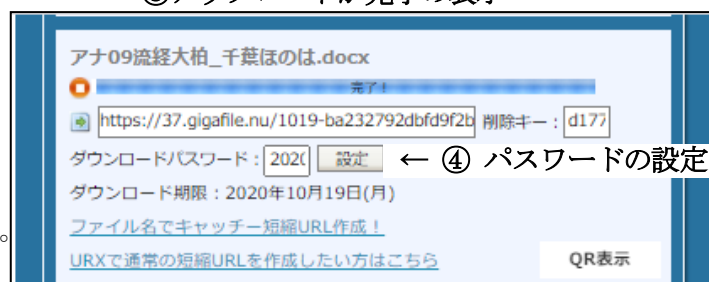 アナ09流経大柏_千葉ほのは.docx
完了!
https://37.gigafile.nu/1019-ba232792dbfd9f2b 削除キー: d177
ダウンロードパスワード: 202 設定 ← ④ パスワードの設定
ダウンロード期限:2020年10月19日(月)
ファイル名でキャッチー短縮URL作成!
。
URXで通常の短縮URLを作成したい方はこちら QR表示